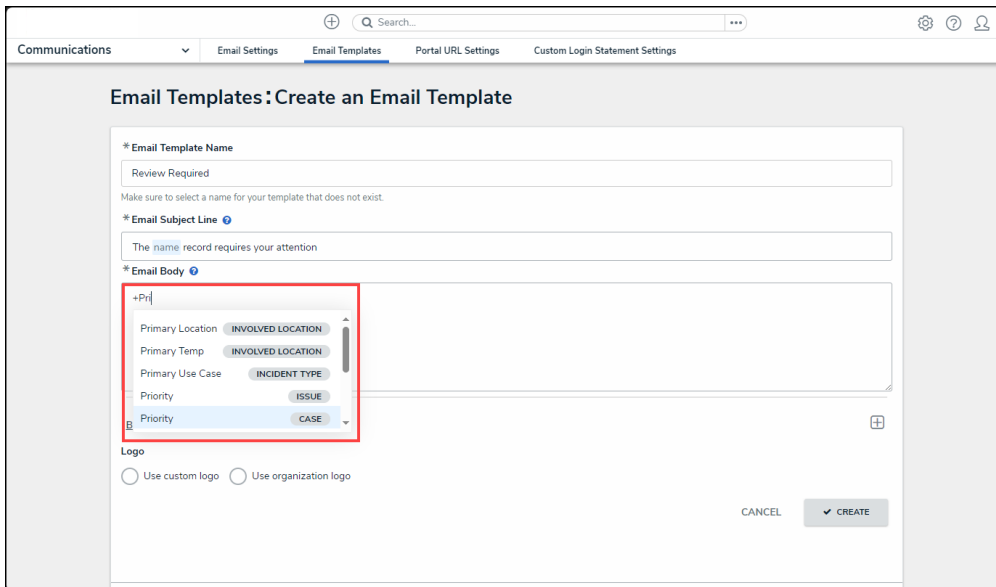 Search...
Communications Email Settings Email Templates Portal URL Settings Custom Login Statement Settings
Email Templates: Create an Email Template
*Email Template Name
Review Required
Make sure to select a name for your template that does not exist.
*Email Subject Line ?
The name record requires your attention
*Email Body ?
+Pri
Primary Location INVOLVED LOCATION
Primary Temp INVOLVED LOCATION
Primary Use Case INCIDENT TYPE
Priority ISSUE
Priority CASE
B
Logo
Use custom logo Use organization logo
CANCEL CREATE